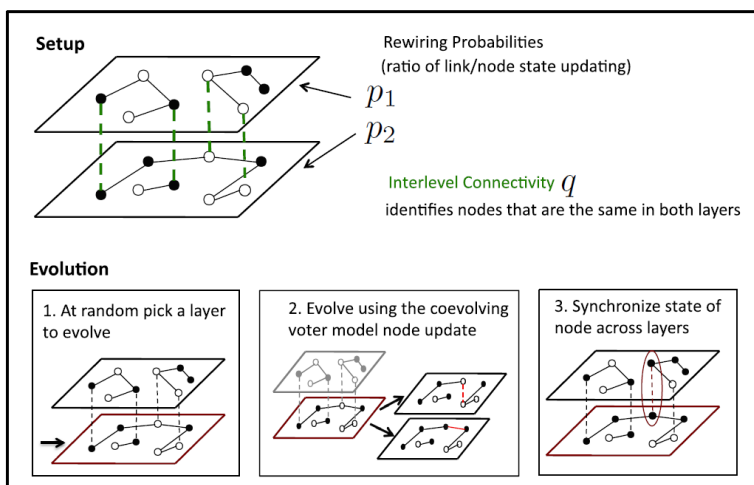 Setup
Rewiring Probabilities
(ratio of link/node state updating)
p₁
p₂
Interlevel Connectivity q
identifies nodes that are the same in both layers
Evolution
1. At random pick a layer
to evolve
2. Evolve using the coevolving
voter model node update
3. Synchronize state of
node across layers